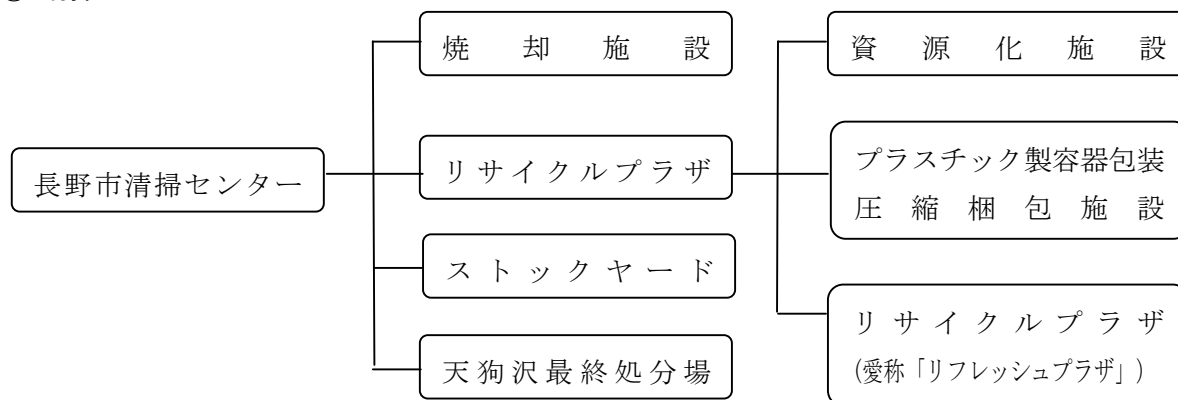 焼却施設
資源化施設
長野市清掃センター
リサイクルプラザ
プラスチック製容器包装
圧縮梱包施設
ストックヤード
リサイクルプラザ
(愛称「リフレッシュプラザ」)
天狗沢最終処分場